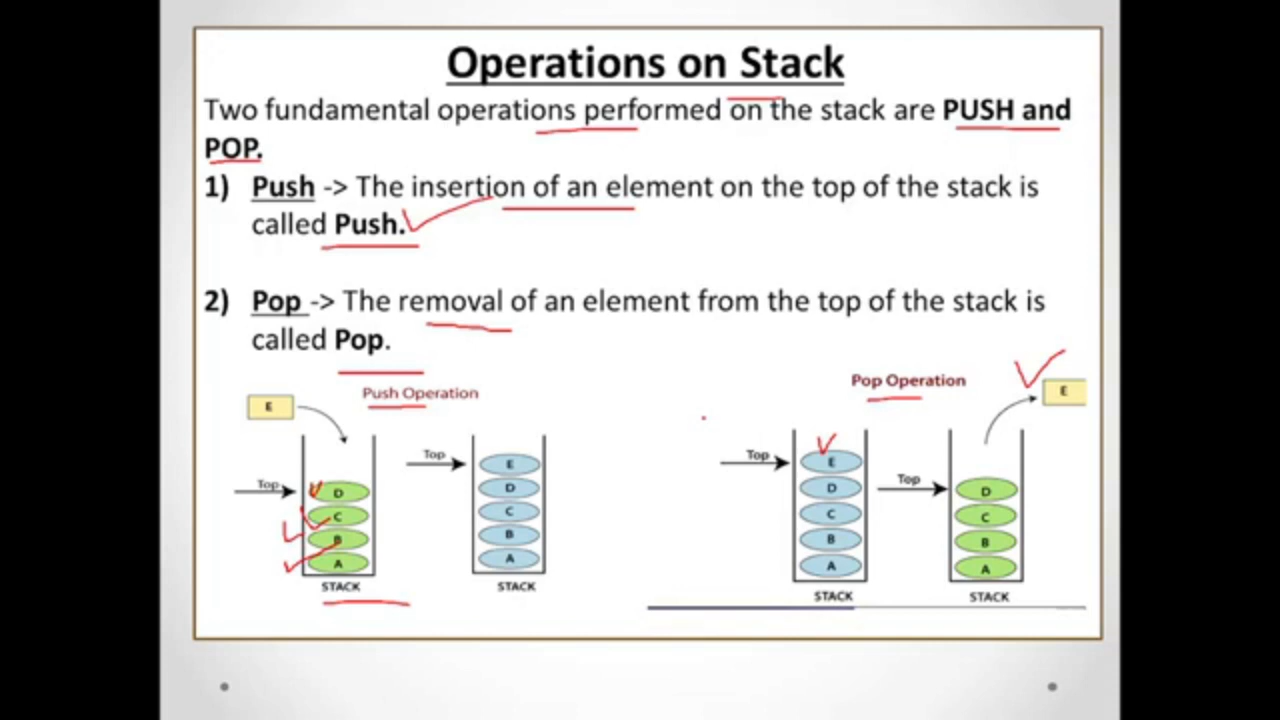 Operations on Stack
Two fundamental operations performed on the stack are PUSH and
POP.
1) Push -> The insertion of an element on the top of the stack is
called Push.
2) Pop -> The removal of an element from the top of the stack is
called Pop.
Push Operation
E
Top
D
C
B
A
STACK
Top
E
D
C
B
A
STACK
Pop Operation
Top
E
D
C
B
A
STACK
E
Top
D
C
B
A
STACK